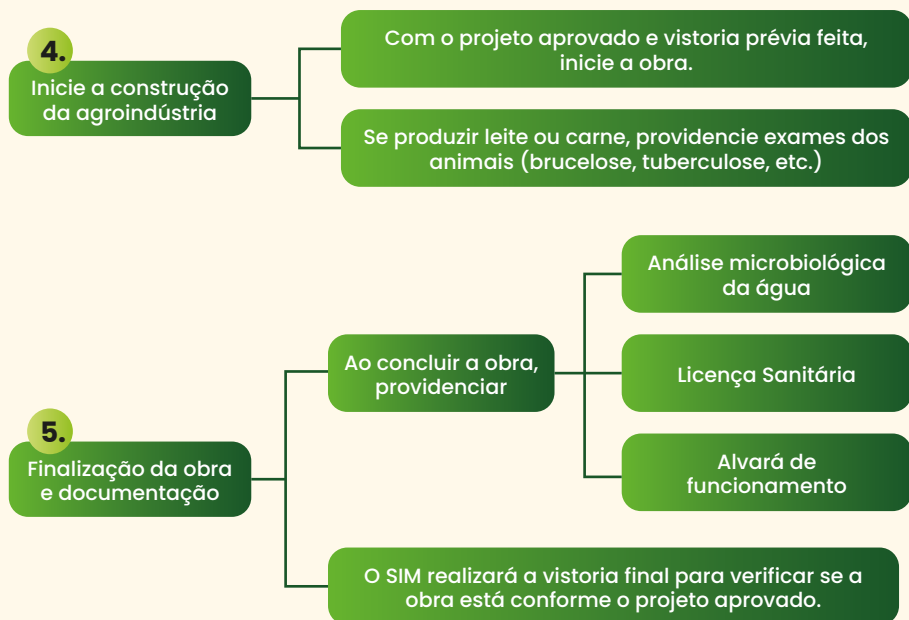 4.
Inicie a construção
da agroindústria
Com o projeto aprovado e vistoria prévia feita,
inicie a obra.
Se produzir leite ou carne, providencie exames dos
animais (brucelose, tuberculose, etc.)
5.
Finalização da obra
e documentação
Ao concluir a obra,
providenciar
Análise microbiológica
da água
Licença Sanitária
Alvará de
funcionamento
O SIM realizará a vistoria final para verificar se a
obra está conforme o projeto aprovado.